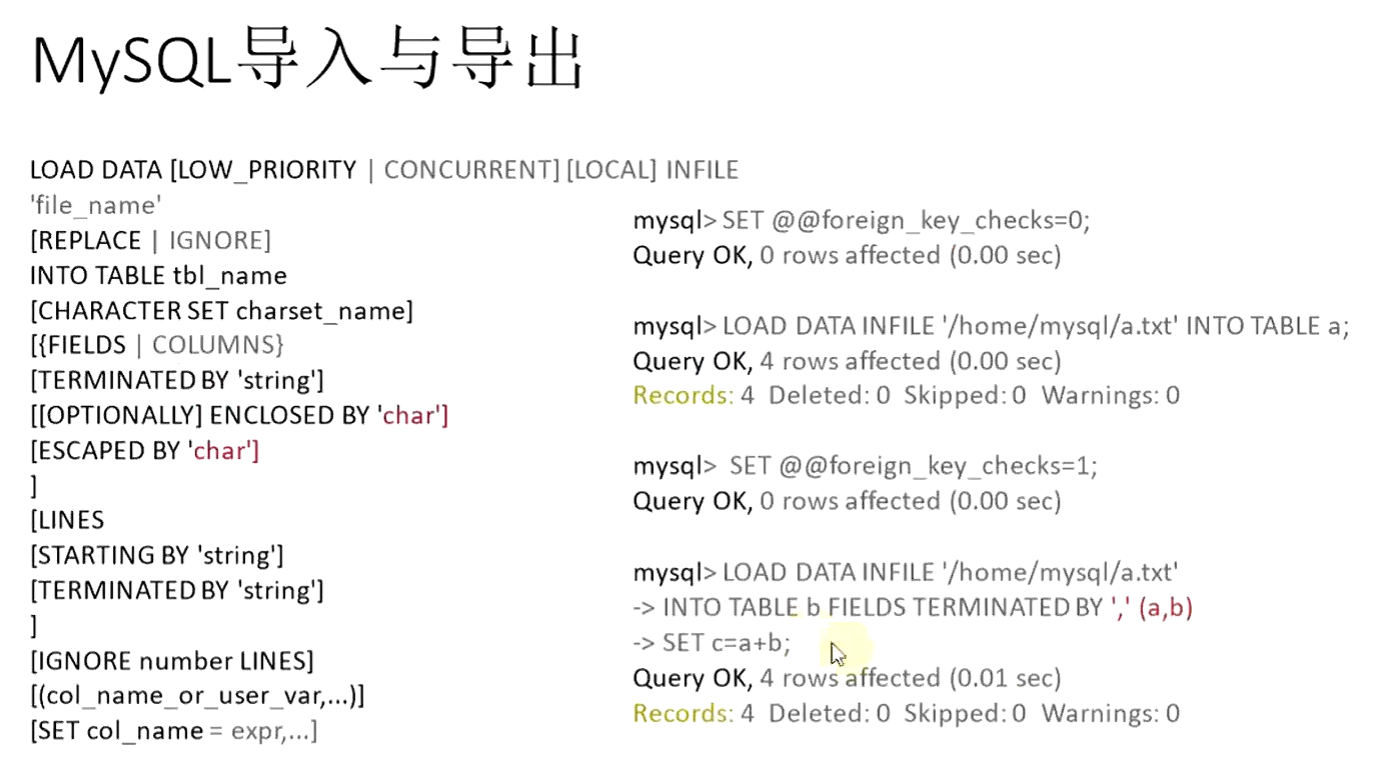 MySQL导入与导出
LOAD DATA [LOW_PRIORITY | CONCURRENT] [LOCAL] INFILE
'file_name'
[REPLACE | IGNORE]
INTO TABLE tbl_name
[CHARACTER SET charset_name]
[{FIELDS | COLUMNS}
[TERMINATED BY 'string']
[[OPTIONALLY] ENCLOSED BY 'char']
[ESCAPED BY 'char']
]
[LINES
[STARTING BY 'string']
[TERMINATED BY 'string']
]
[IGNORE number LINES]
[(col_name_or_user_var,...)]
[SET col_name = expr,...]
mysql> SET @@foreign_key_checks=0;
Query OK, 0 rows affected (0.00 sec)
mysql> LOAD DATA INFILE '/home/mysql/a.txt' INTO TABLE a;
Query OK, 4 rows affected (0.00 sec)
Records: 4 Deleted: 0 Skipped: 0 Warnings: 0
mysql> SET @@foreign_key_checks=1;
Query OK, 0 rows affected (0.00 sec)
mysql> LOAD DATA INFILE '/home/mysql/a.txt'
-> INTO TABLE b FIELDS TERMINATED BY ',' (a,b)
-> SET c=a+b;
Query OK, 4 rows affected (0.01 sec)
Records: 4 Deleted: 0 Skipped: 0 Warnings: 0